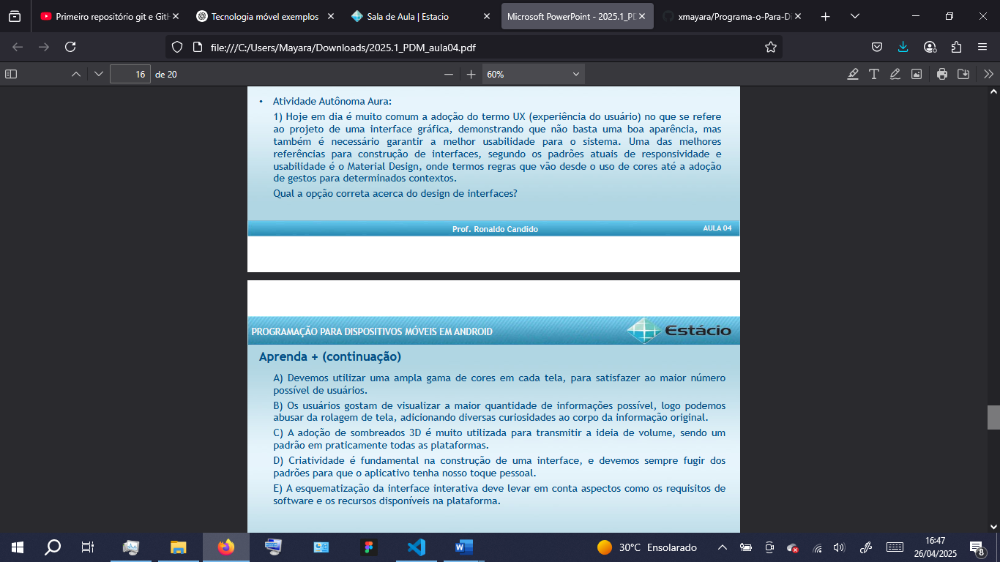 Primeiro repositório git e GitH
Tecnologia móvel exemplos
Sala de Aula | Estacio
Microsoft PowerPoint - 2025.1_PD
xmayara/Programa-o-Para-Di
file:///C:/Users/Mayara/Downloads/2025.1_PDM_aula04.pdf
16 de 20
60%
• Atividade Autônoma Aura:
1) Hoje em dia é muito comum a adoção do termo UX (experiência do usuário) no que se refere
ao projeto de uma interface gráfica, demonstrando que não basta uma boa aparência, mas
também é necessário garantir a melhor usabilidade para o sistema. Uma das melhores
referências para construção de interfaces, segundo os padrões atuais de responsividade e
usabilidade é o Material Design, onde termos regras que vão desde o uso de cores até a adoção
de gestos para determinados contextos.
Qual a opção correta acerca do design de interfaces?
Prof. Ronaldo Candido
AULA 04
PROGRAMAÇÃO PARA DISPOSITIVOS MÓVEIS EM ANDROID
Estácio
Aprenda + (continuação)
A) Devemos utilizar uma ampla gama de cores em cada tela, para satisfazer ao maior número
possível de usuários.
B) Os usuários gostam de visualizar a maior quantidade de informações possível, logo podemos
abusar da rolagem de tela, adicionando diversas curiosidades ao corpo da informação original.
C) A adoção de sombreados 3D é muito utilizada para transmitir a ideia de volume, sendo um
padrão em praticamente todas as plataformas.
D) Criatividade é fundamental na construção de uma interface, e devemos sempre fugir dos
padrões para que o aplicativo tenha nosso toque pessoal.
E) A esquematização da interface interativa deve levar em conta aspectos como os requisitos de
software e os recursos disponíveis na plataforma.
30°C Ensolarado
16:47
26/04/2025
8